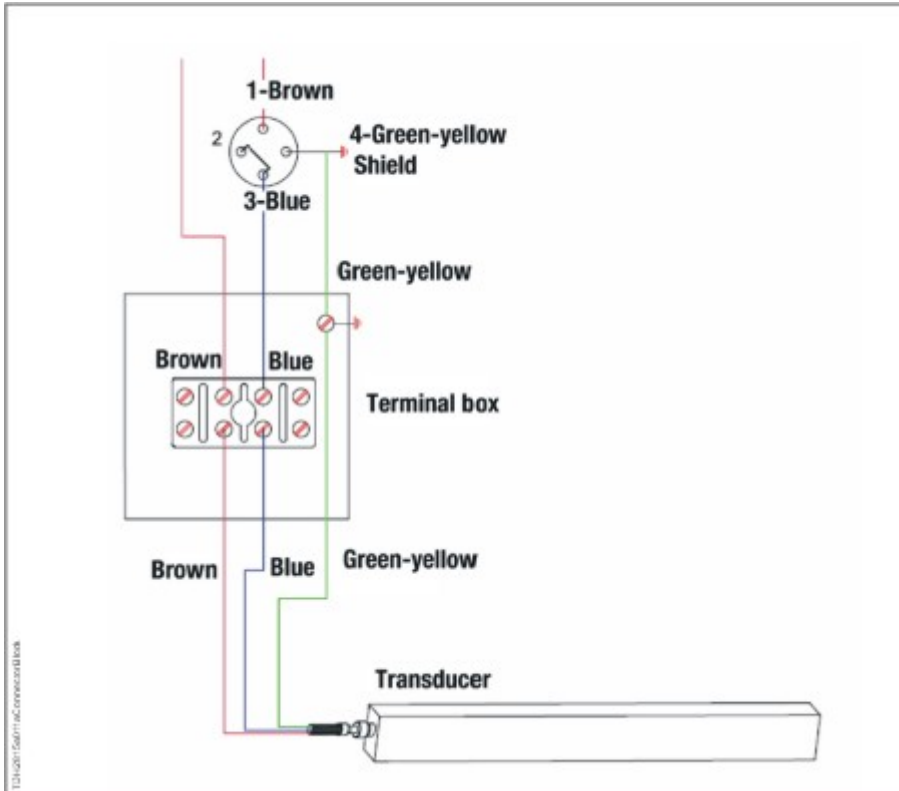 1-Brown
2
4-Green-yellow
Shield
3-Blue
Green-yellow
Brown
Blue
Terminal box
Brown
Blue
Green-yellow
Transducer